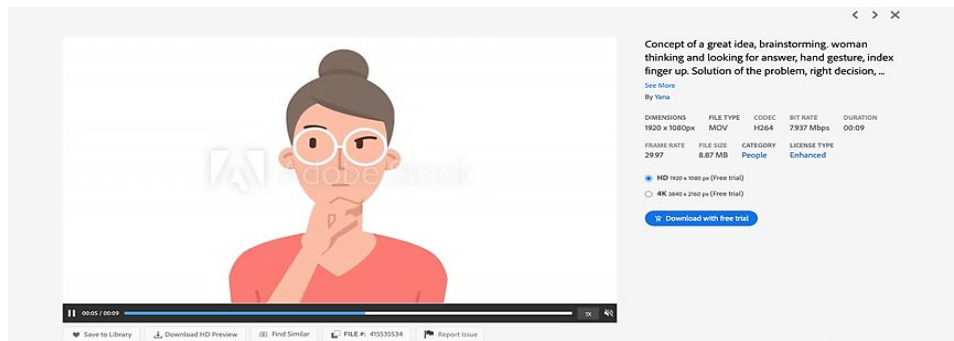 Concept of a great idea, brainstorming. woman
thinking and looking for answer, hand gesture, index
finger up. Solution of the problem, right decision, ...
See More
By Yana
DIMENSIONS FILE TYPE CODEC BIT RATE DURATION
1920 x 1080px MOV H264 7.937 Mbps 00:09
FRAME RATE FILE SIZE CATEGORY LICENSE TYPE
29.97 8.87 MB People Enhanced
HD 1920 x 1080 px (Free trial)
4K 3840 x 2160 px (Free trial)
Download with free trial
Adobe Stock
00:05 / 00:09 1X
Save to Library Download HD Preview Find Similar FILE #: 415535534 Report Issue